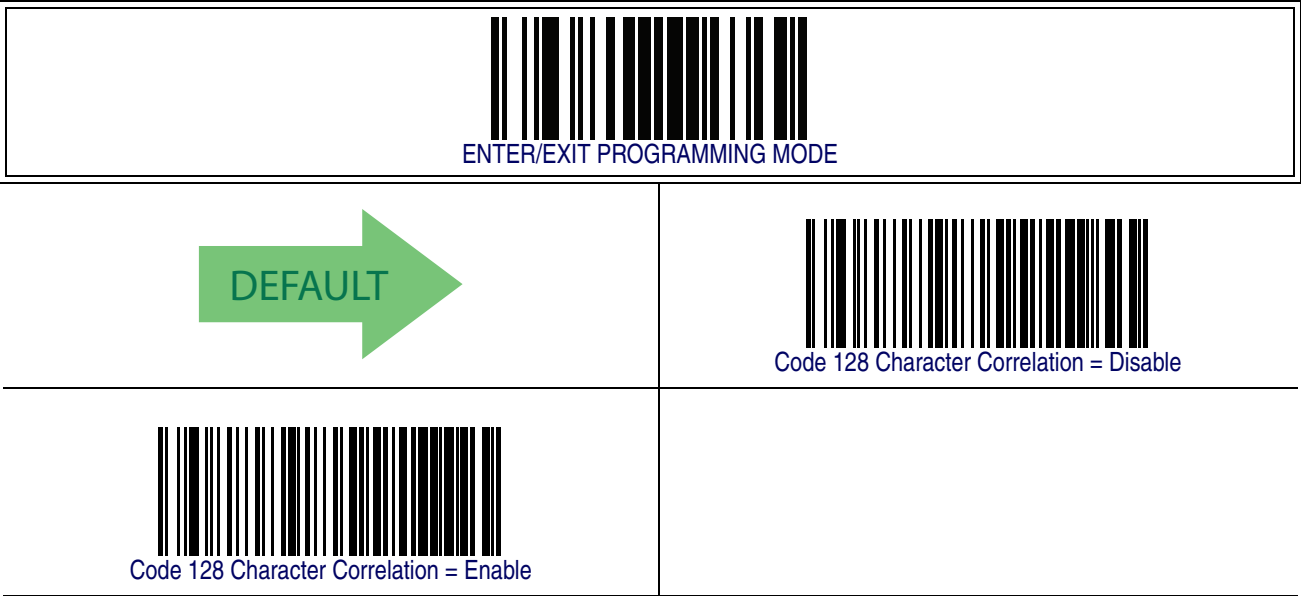 ENTER/EXIT PROGRAMMING MODE
DEFAULT
Code 128 Character Correlation = Disable
Code 128 Character Correlation = Enable